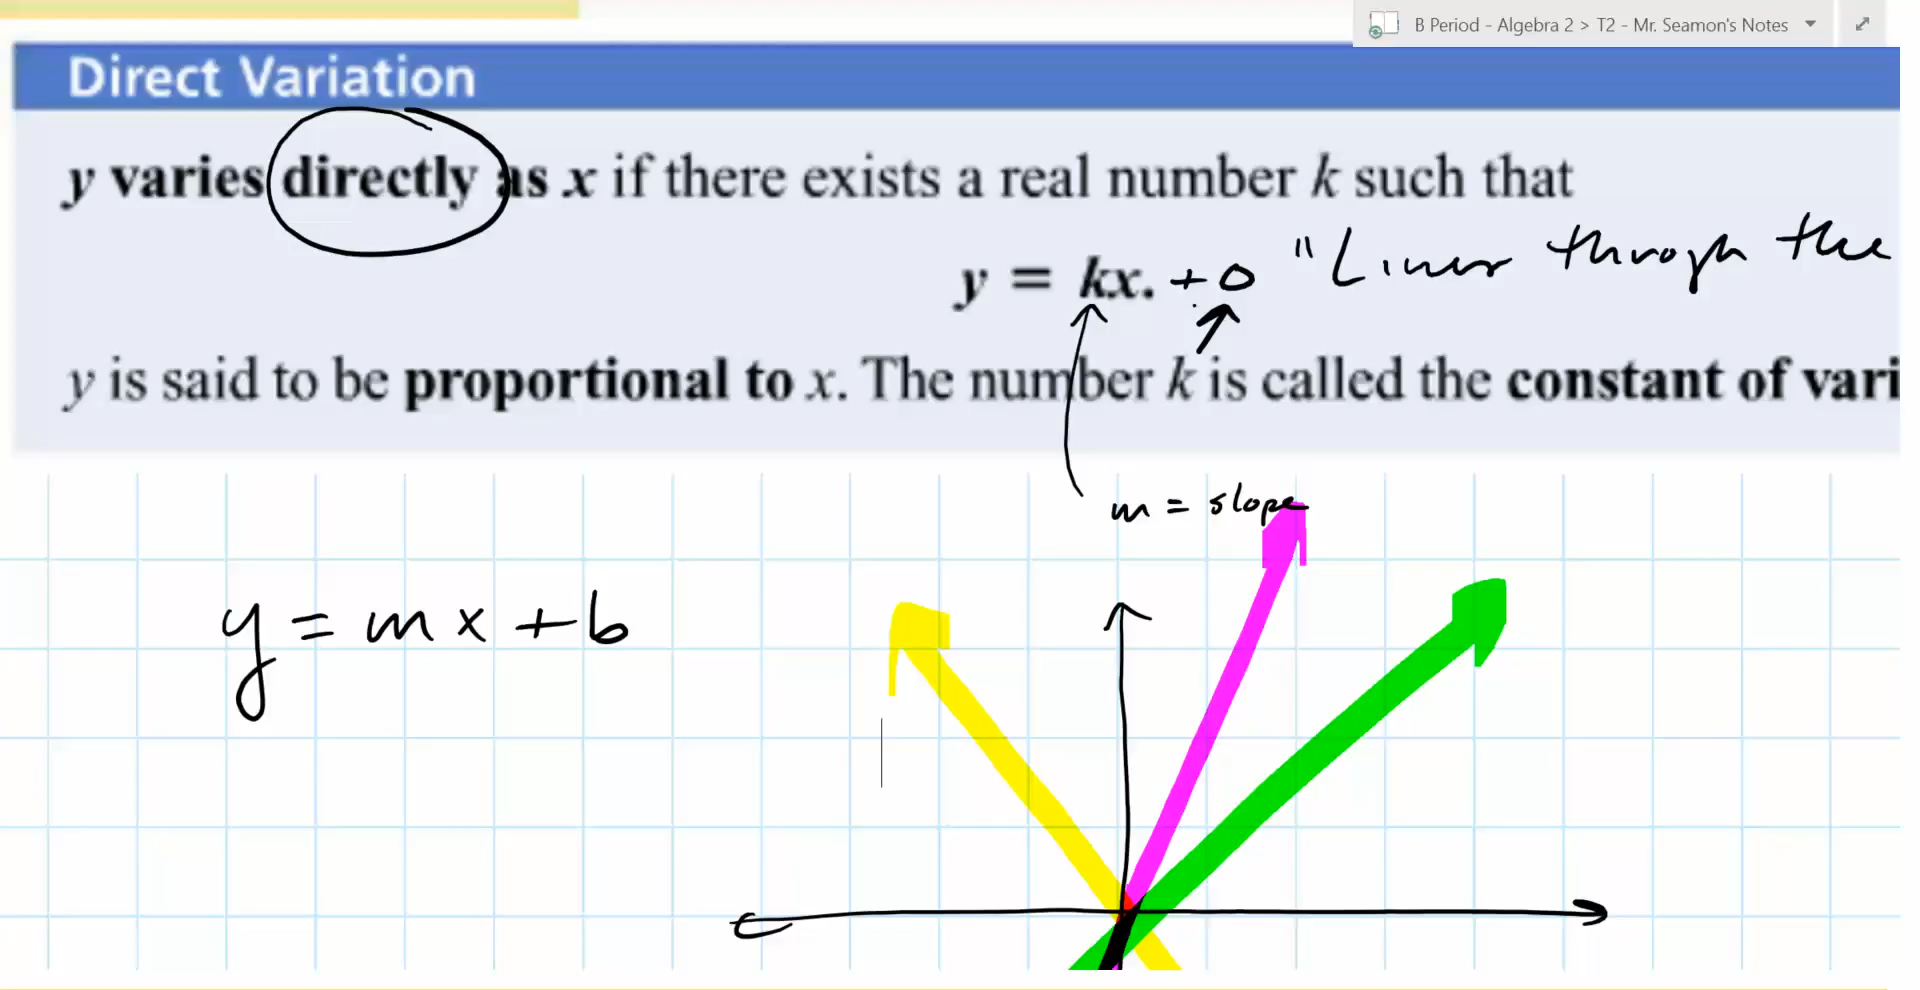 B Period - Algebra 2 > T2 - Mr. Seamon's Notes
Direct Variation
y varies directly as x if there exists a real number k such that
y = kx. + 0 "Lines through the
y is said to be proportional to x. The number k is called the constant of vari
m = slope
y = mx + b